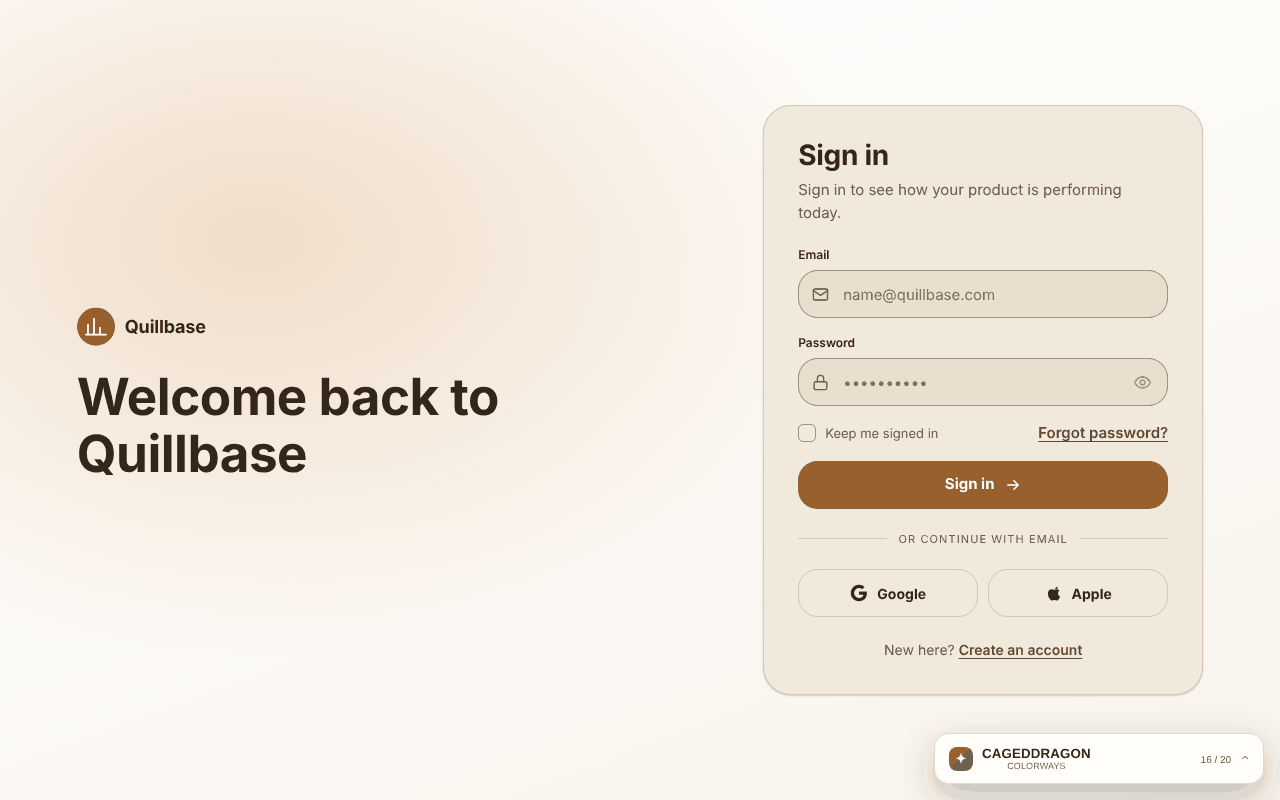 Quillbase
Welcome back to
Quillbase
Sign in
Sign in to see how your product is performing
today.
Email
name@quillbase.com
Password
••••••••••
Keep me signed in
Forgot password?
Sign in →
OR CONTINUE WITH EMAIL
Google
Apple
New here? Create an account
CAGEDDRAGON
COLORWAYS
16 / 20